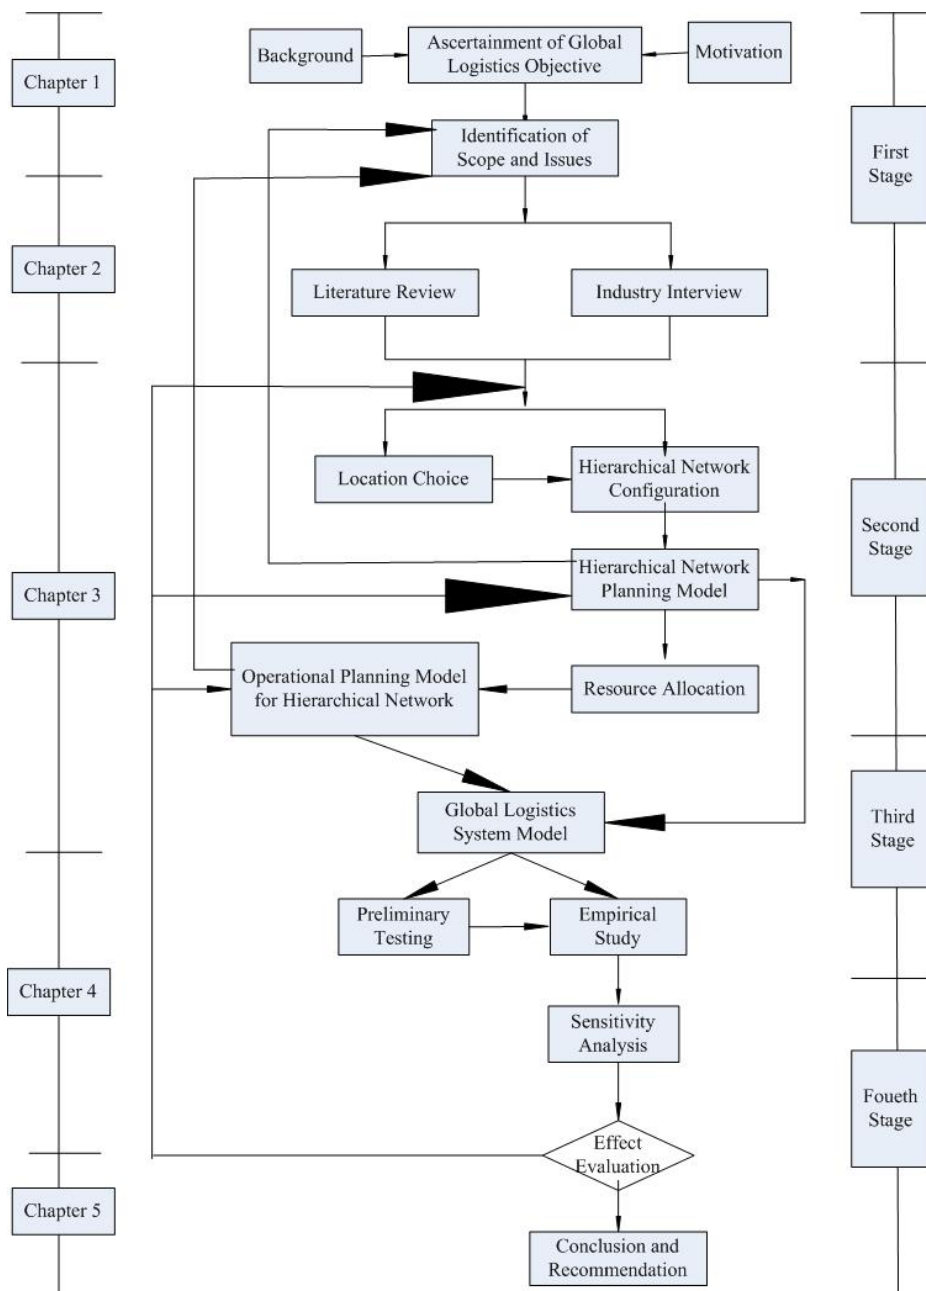 Background
Ascertainment of Global
Logistics Objective
Motivation
Chapter 1
Identification of
Scope and Issues
First
Stage
Chapter 2
Literature Review
Industry Interview
Location Choice
Hierarchical Network
Configuration
Second
Stage
Hierarchical Network
Planning Model
Chapter 3
Operational Planning Model
for Hierarchical Network
Resource Allocation
Global Logistics
System Model
Third
Stage
Preliminary
Testing
Empirical
Study
Chapter 4
Sensitivity
Analysis
Foueth
Stage
Effect
Evaluation
Chapter 5
Conclusion and
Recommendation